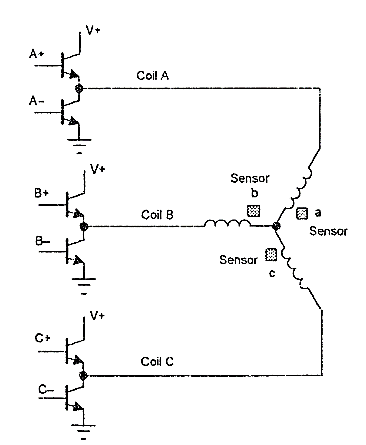 V+
A+
Coil A
A–
V+
B+
Sensor
b
Coil B
a
B–
Sensor
Sensor
c
V+
C+
Coil C
C–